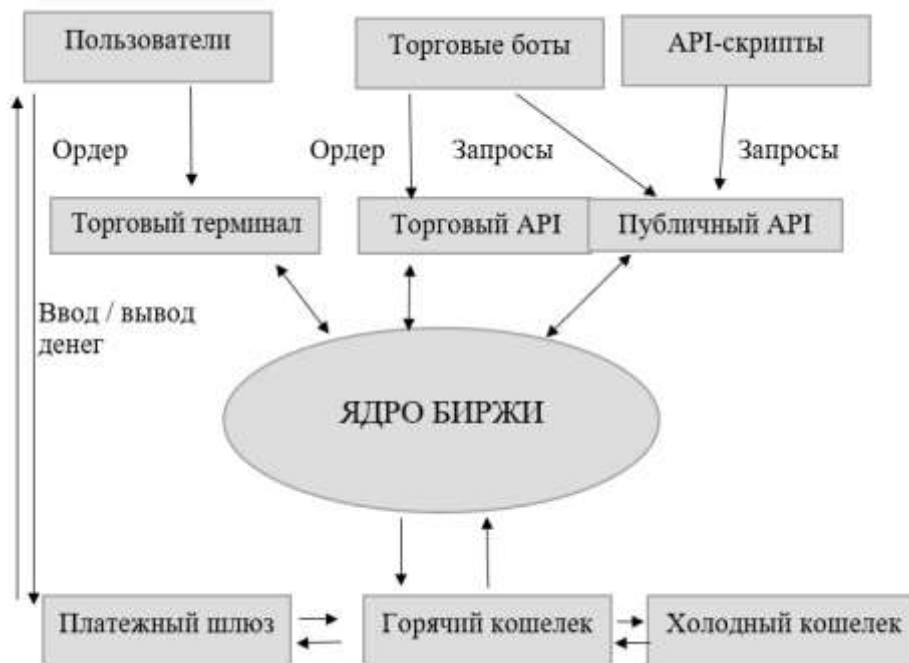 Пользователи
Торговые боты
API-скрипты
Ордер
Ордер
Запросы
Запросы
Торговый терминал
Торговый API
Публичный API
Ввод / вывод
денег
ЯДРО БИРЖИ
Платежный шлюз
Горячий кошелек
Холодный кошелек